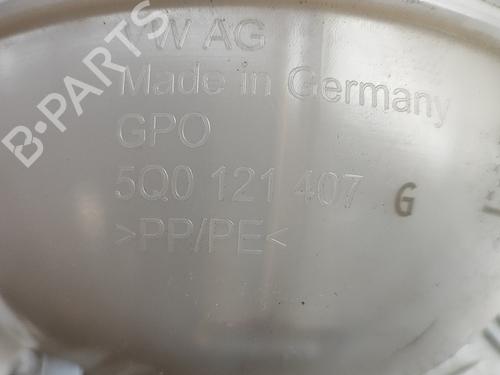 VW AG
Made in Germany
GPO
5Q0 121 407 G
>PP/PE<
B-PARTS